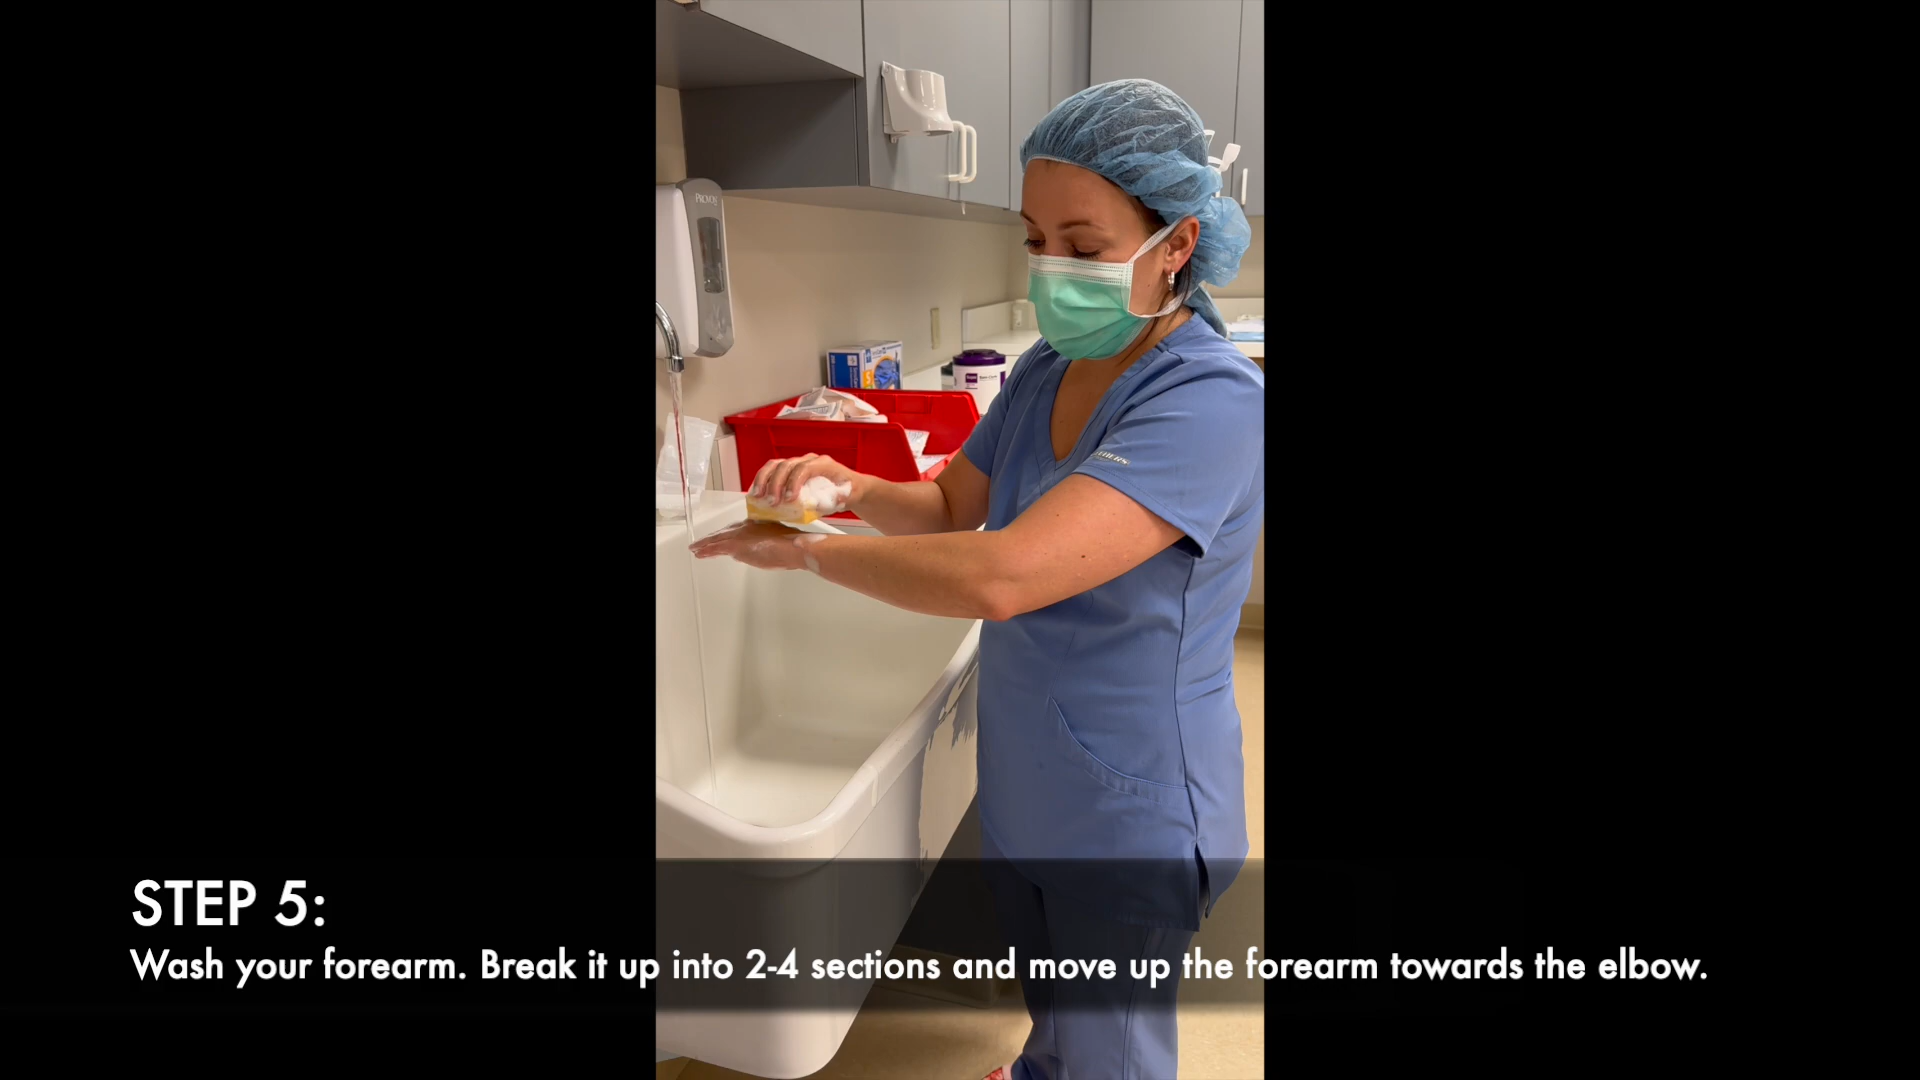 PROVON
STEP 5:
Wash your forearm. Break it up into 2-4 sections and move up the forearm towards the elbow.